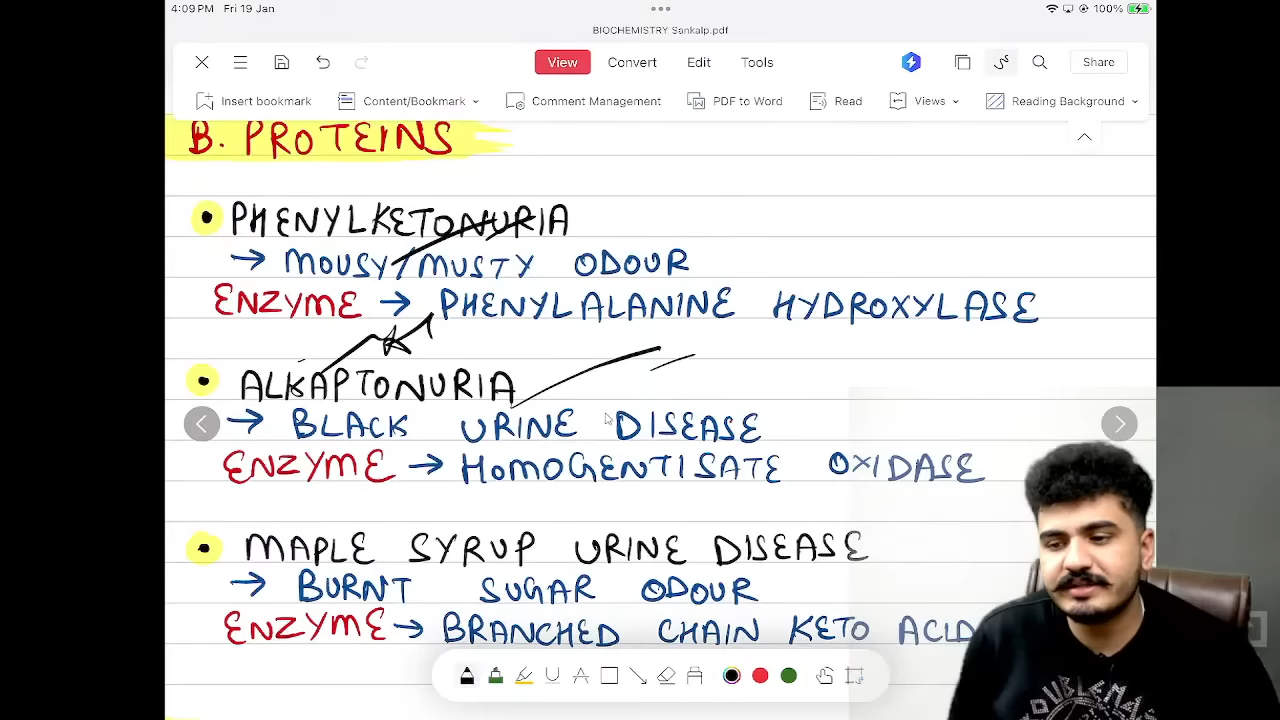 4:09 PM Fri 19 Jan
100%
BIOCHEMISTRY Sankalp.pdf
View Convert Edit Tools Share
Insert bookmark Content/Bookmark Comment Management PDF to Word Read Views Reading Background
B. PROTEINS
PHENYLKETONURIA
→ MOUSY/MUSTY ODOUR
ENZYME → PHENYLALANINE HYDROXYLASE
ALKAPTONURIA
→ BLACK URINE DISEASE
ENZYME → HOMOGENTISATE OXIDASE
MAPLE SYRUP URINE DISEASE
→ BURNT SUGAR ODOUR
ENZYME → BRANCHED CHAIN KETO ACID